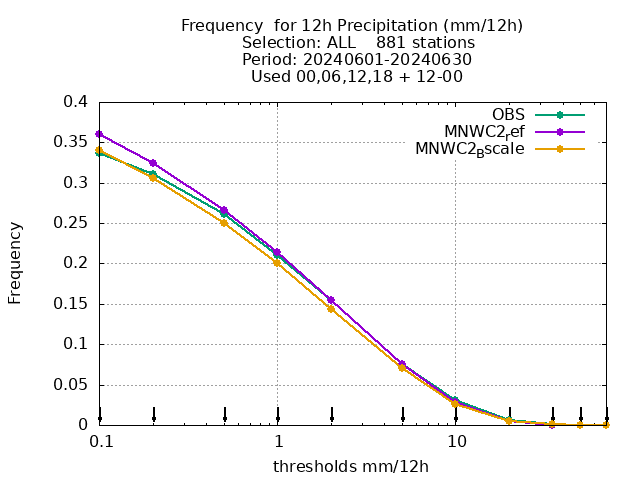 Frequency  for 12h Precipitation (mm/12h)
Selection: ALL    881 stations
Period: 20240601-20240630
Used 00,06,12,18 + 12-00
OBS
MNWC2ref
MNWC2Bscale
0.4
0.35
0.3
0.25
0.2
0.15
0.1
0.05
0
Frequency
0.1
1
10
thresholds mm/12h